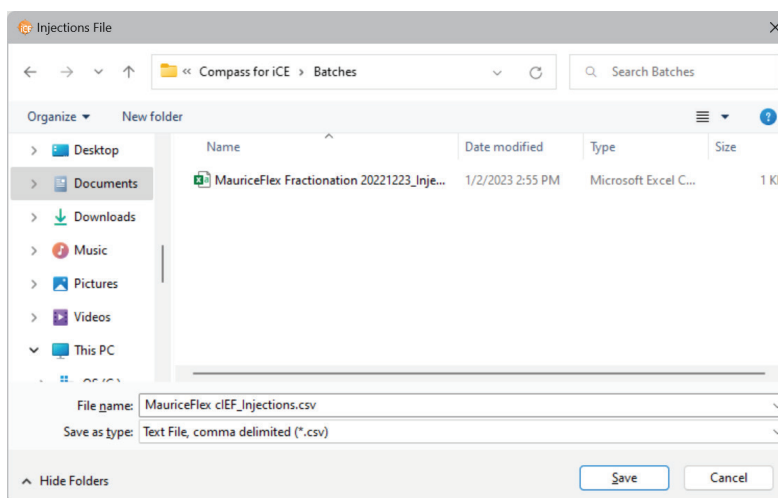 iCE Injections File
« Compass for iCE > Batches
Search Batches
Organize
New folder
Name
Date modified
Type
Size
Desktop
MauriceFlex Fractionation 20221223_Inje...
1/2/2023 2:55 PM
Microsoft Excel C...
1 K
Documents
Downloads
Music
Pictures
Videos
This PC
File name: MauriceFlex cIEF_Injections.csv
Save as type: Text File, comma delimited (*.csv)
Hide Folders
Save
Cancel